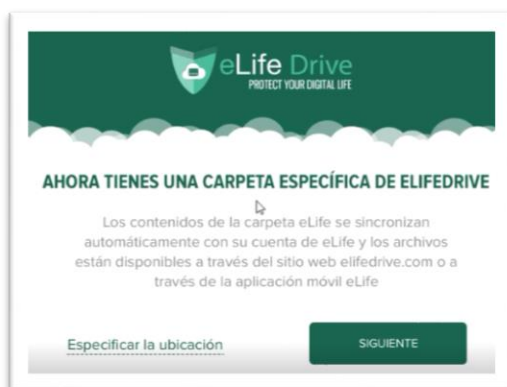 eLife Drive
PROTECT YOUR DIGITAL LIFE
AHORA TIENES UNA CARPETA ESPECÍFICA DE ELIFEDRIVE
Los contenidos de la carpeta eLife se sincronizan
automáticamente con su cuenta de eLife y los archivos
están disponibles a través del sitio web elifedrive.com o a
través de la aplicación móvil eLife
Especificar la ubicación
SIGUIENTE